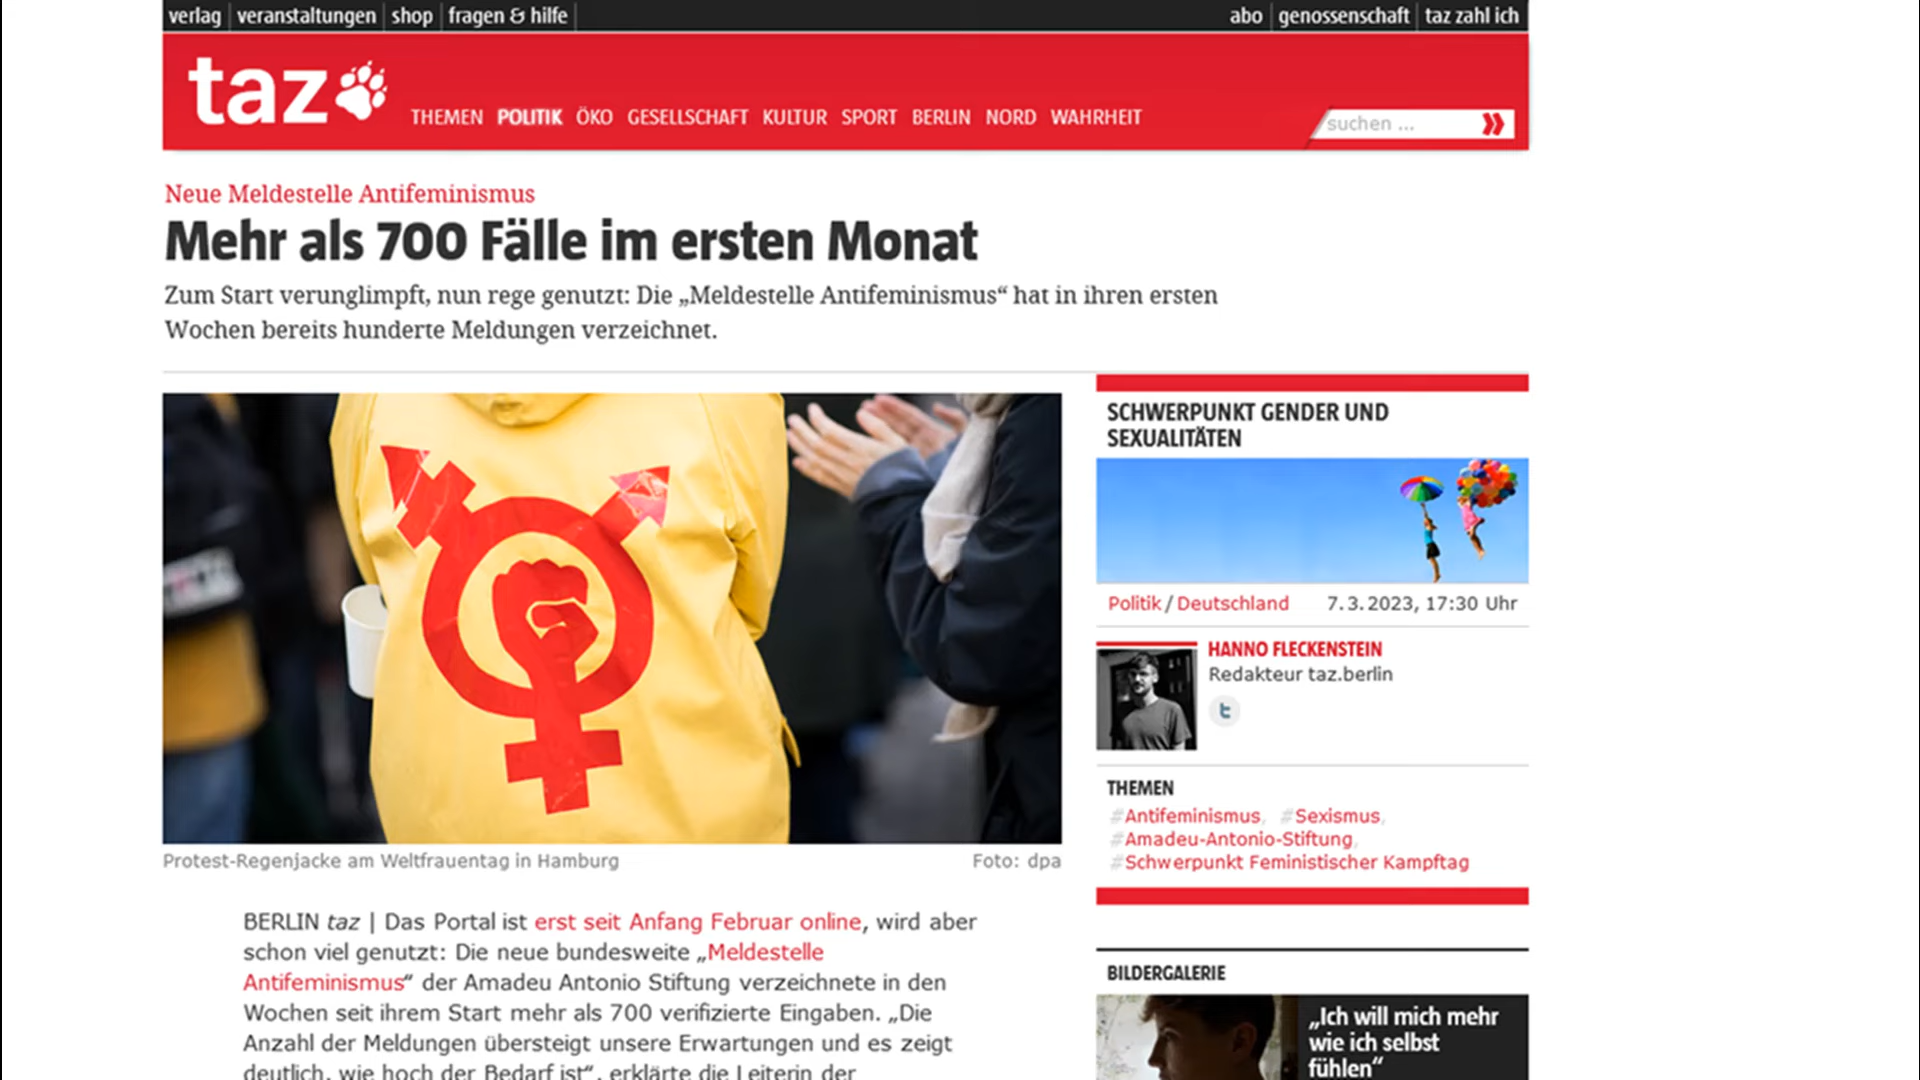 verlag veranstaltungen shop fragen & hilfe
abo genossenschaft taz zahl ich
taz
THEMEN POLITIK ÖKO GESELLSCHAFT KULTUR SPORT BERLIN NORD WAHRHEIT
suchen ...
Neue Meldestelle Antifeminismus
Mehr als 700 Fälle im ersten Monat
Zum Start verunglimpft, nun rege genutzt: Die „Meldestelle Antifeminismus“ hat in ihren ersten
Wochen bereits hunderte Meldungen verzeichnet.
Protest-Regenjacke am Weltfrauentag in Hamburg
Foto: dpa
BERLIN taz | Das Portal ist erst seit Anfang Februar online, wird aber
schon viel genutzt: Die neue bundesweite „Meldestelle
Antifeminismus“ der Amadeu Antonio Stiftung verzeichnete in den
Wochen seit ihrem Start mehr als 700 verifizierte Eingaben. „Die
Anzahl der Meldungen übersteigt unsere Erwartungen und es zeigt
deutlich, wie hoch der Bedarf ist“, erklärte die Leiterin der
SCHWERPUNKT GENDER UND
SEXUALITÄTEN
Politik / Deutschland 7. 3. 2023, 17:30 Uhr
HANNO FLECKENSTEIN
Redakteur taz.berlin
THEMEN
#Antifeminismus, #Sexismus,
#Amadeu-Antonio-Stiftung,
#Schwerpunkt Feministischer Kampftag
BILDERGALERIE
„Ich will mich mehr
wie ich selbst
fühlen“